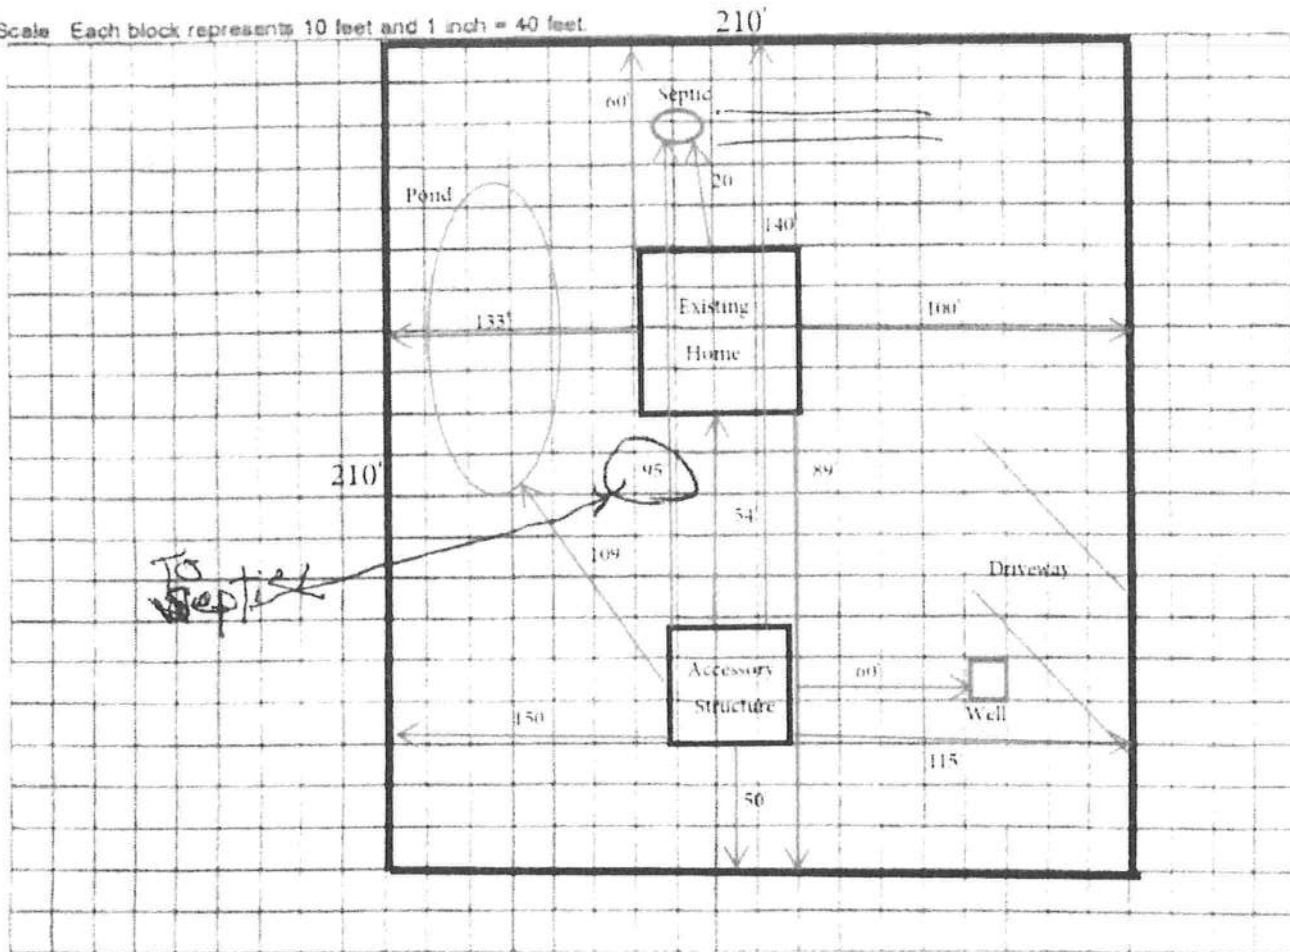 Scale Each block represents 10 feet and 1 inch = 40 feet.
210'
60'
Septic
20
Pond
140'
Existing
Home
133'
100'
210'
95
89
54'
109
To
Septic
Driveway
Accessory
Structure
60'
Well
150
115
50